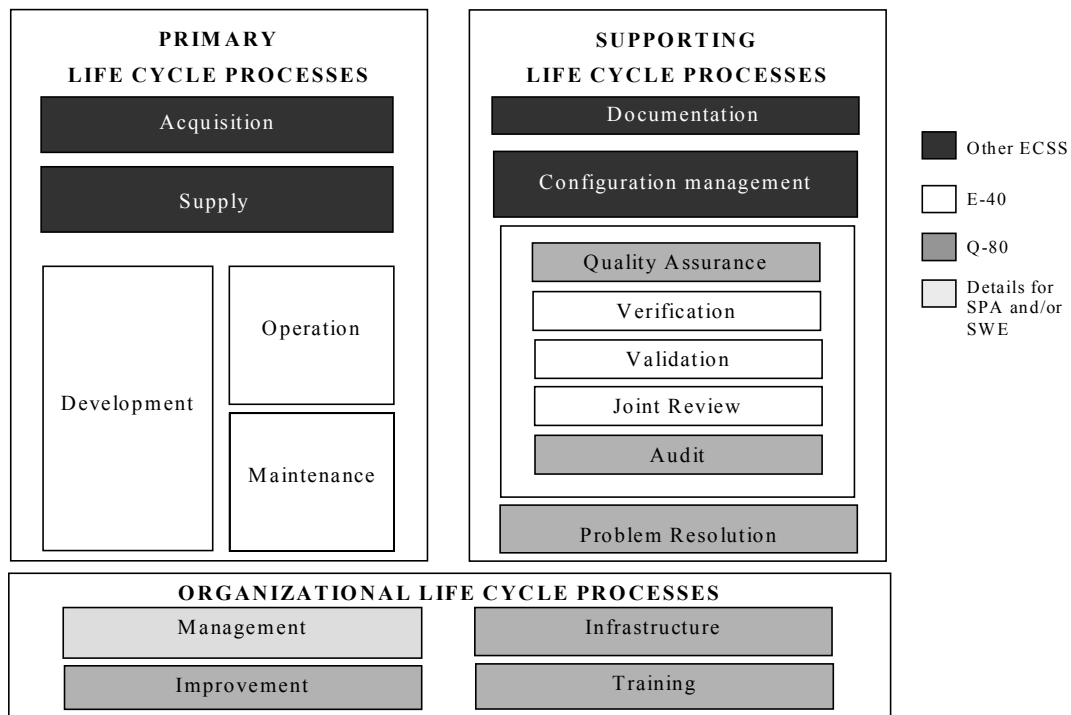 PRIMARY
LIFE CYCLE PROCESSES
Acquisition
Supply
Development
Operation
Maintenance
SUPPORTING
LIFE CYCLE PROCESSES
Documentation
Configuration management
Quality Assurance
Verification
Validation
Joint Review
Audit
Problem Resolution
Other ECSS
E-40
Q-80
Details for
SPA and/or
SWE
ORGANIZATIONAL LIFE CYCLE PROCESSES
Management
Infrastructure
Improvement
Training